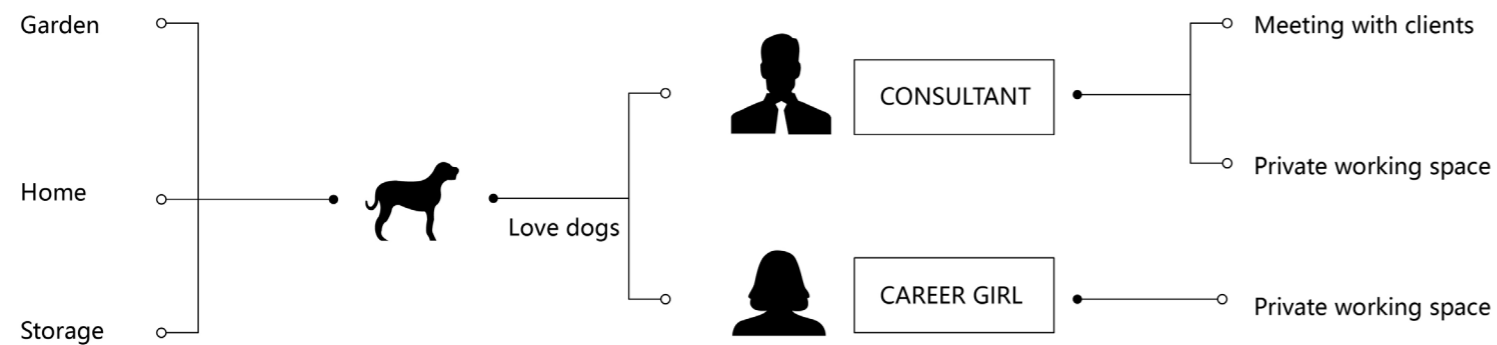 Garden
Home
Storage
Love dogs
CONSULTANT
CAREER GIRL
Meeting with clients
Private working space
Private working space